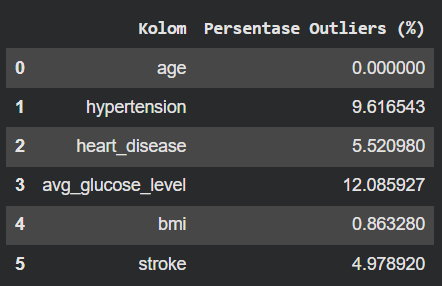 Kolom Persentase Outliers (%)
0 age 0.000000
1 hypertension 9.616543
2 heart_disease 5.520980
3 avg_glucose_level 12.085927
4 bmi 0.863280
5 stroke 4.978920